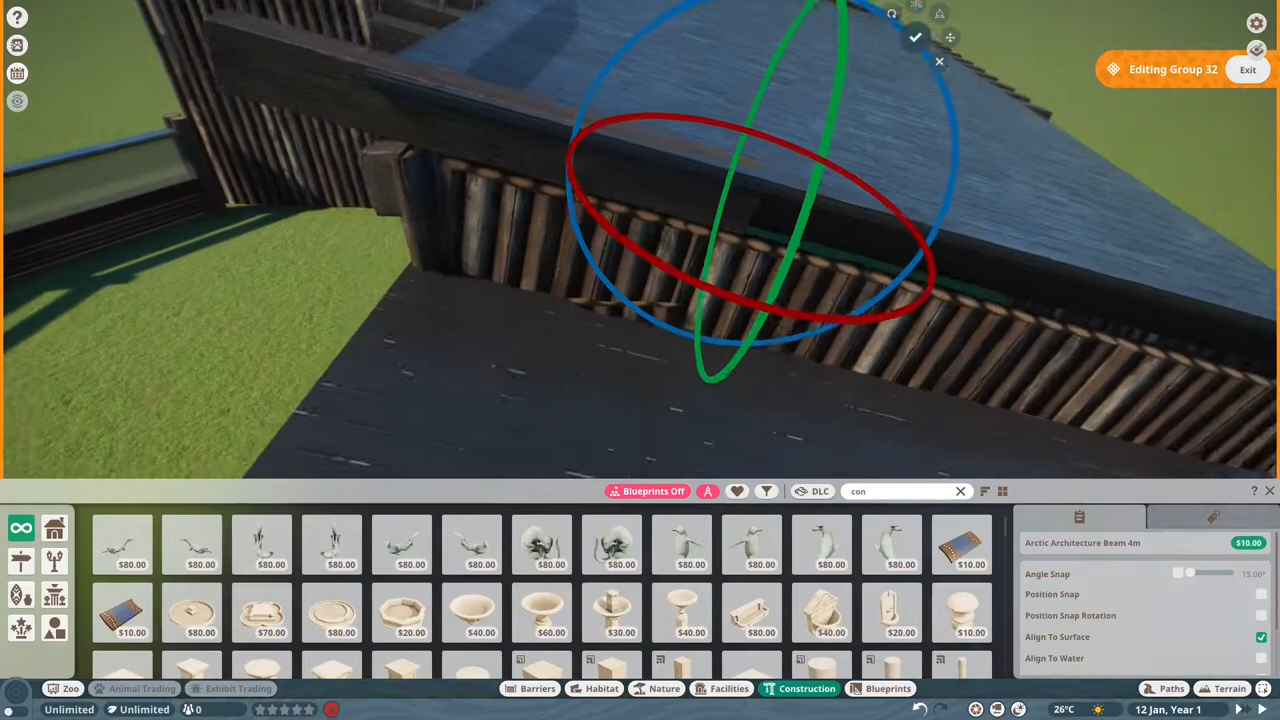 Editing Group 32
Exit
Blueprints Off
DLC
con
$80.00 $80.00 $80.00 $80.00 $80.00 $80.00 $80.00 $80.00 $80.00 $80.00 $80.00 $80.00 $10.00
$10.00 $80.00 $70.00 $80.00 $20.00 $40.00 $60.00 $30.00 $40.00 $80.00 $40.00 $20.00 $10.00
Arctic Architecture Beam 4m
$10.00
Angle Snap
15.00°
Position Snap
Position Snap Rotation
Align To Surface
Align To Water
Zoo
Animal Trading
Exhibit Trading
Barriers
Habitat
Nature
Facilities
Construction
Blueprints
Paths
Terrain
Unlimited
Unlimited
0
26°C
12 Jan, Year 1